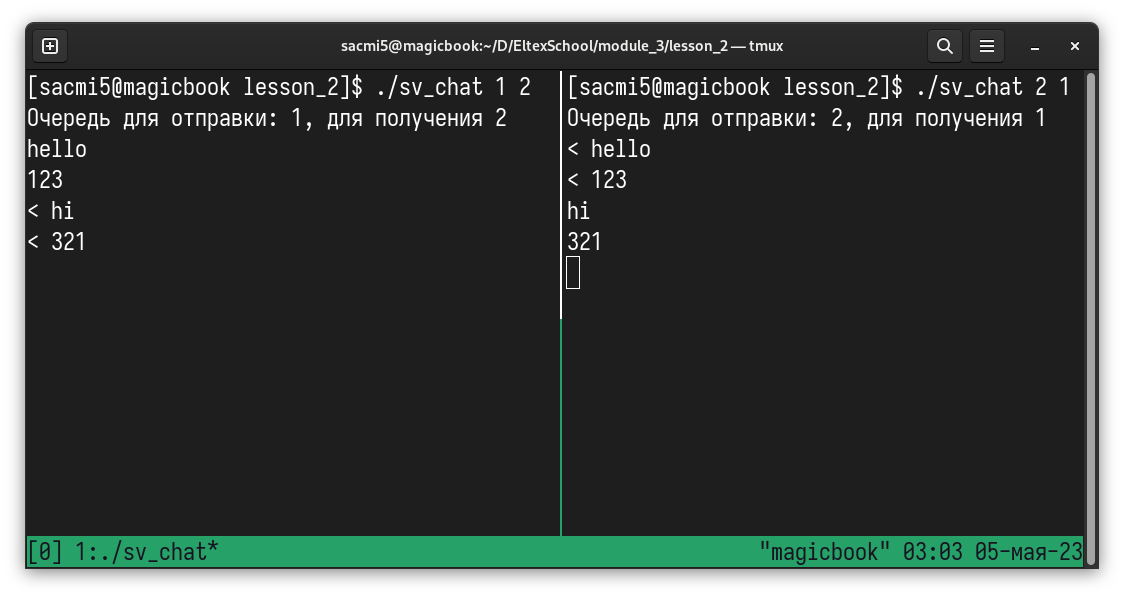 sacmi5@magicbook:~/D/EltexSchool/module_3/lesson_2 — tmux
[sacmi5@magicbook lesson_2]$ ./sv_chat 1 2
Очередь для отправки: 1, для получения 2
hello
123
< hi
< 321
[sacmi5@magicbook lesson_2]$ ./sv_chat 2 1
Очередь для отправки: 2, для получения 1
< hello
< 123
hi
321
[0] 1:./sv_chat* "magicbook" 03:03 05-мая-23